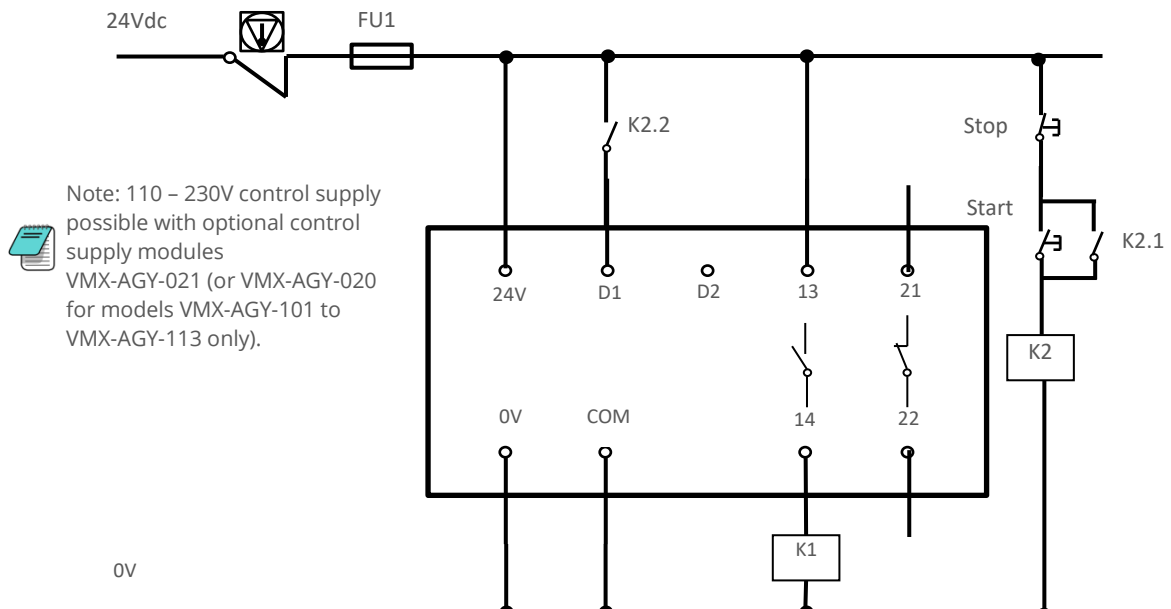 24Vdc
FU1
K2.2
Stop
Note: 110 – 230V control supply
possible with optional control
supply modules
VMX-AGY-021 (or VMX-AGY-020
for models VMX-AGY-101 to
VMX-AGY-113 only).
Start
K2.1
24V
D1
D2
13
21
K2
0V
COM
14
22
K1
0V